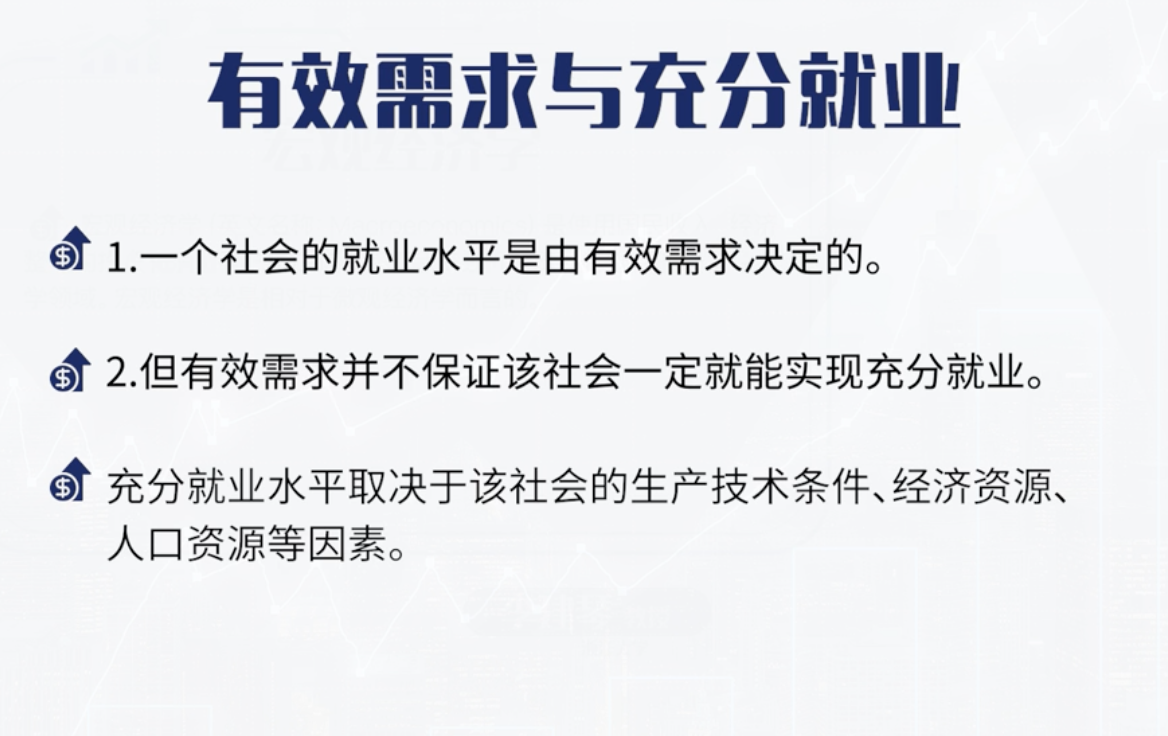 有效需求与充分就业
1.一个社会的就业水平是由有效需求决定的。
2.但有效需求并不保证该社会一定就能实现充分就业。
充分就业水平取决于该社会的生产技术条件、经济资源、
人口资源等因素。